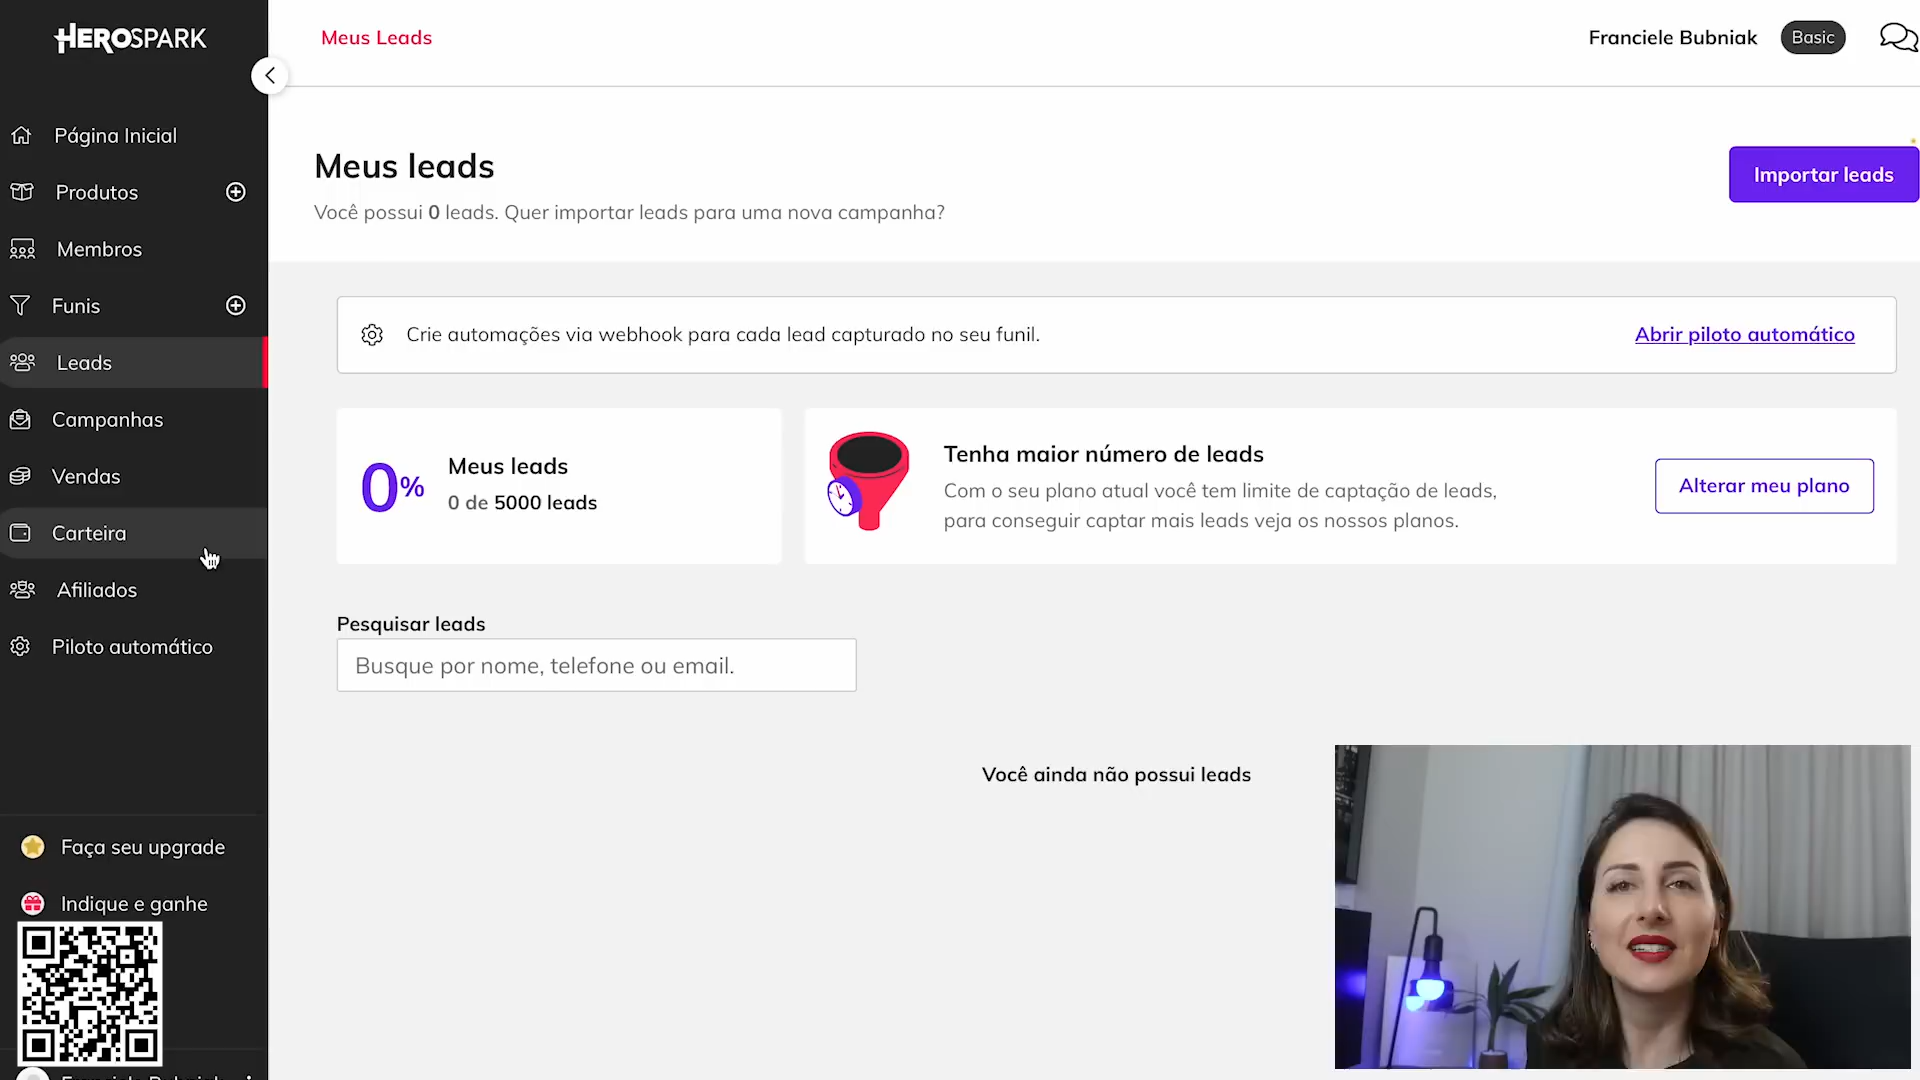 HEROSPARK
Meus Leads
Franciele Bubniak
Basic
Página Inicial
Produtos
Membros
Funis
Leads
Campanhas
Vendas
Carteira
Afiliados
Piloto automático
Faça seu upgrade
Indique e ganhe
Meus leads
Você possui 0 leads. Quer importar leads para uma nova campanha?
Importar leads
Crie automações via webhook para cada lead capturado no seu funil.
Abrir piloto automático
0%
Meus leads
0 de 5000 leads
Tenha maior número de leads
Com o seu plano atual você tem limite de captação de leads,
para conseguir captar mais leads veja os nossos planos.
Alterar meu plano
Pesquisar leads
Busque por nome, telefone ou email.
Você ainda não possui leads